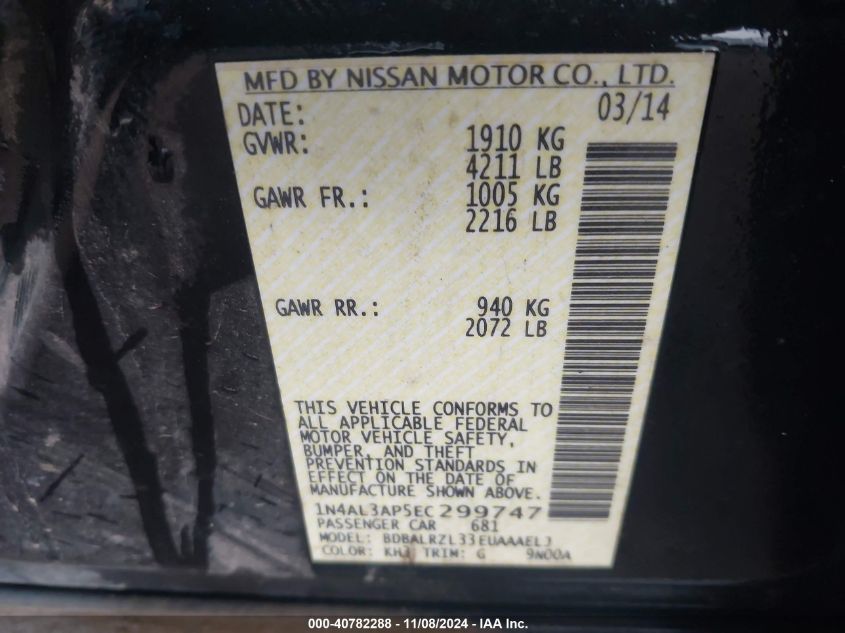 MFD BY NISSAN MOTOR CO., LTD.
DATE: 03/14
GVWR: 1910 KG
4211 LB
GAWR FR.: 1005 KG
2216 LB
GAWR RR.: 940 KG
2072 LB
THIS VEHICLE CONFORMS TO
ALL APPLICABLE FEDERAL
MOTOR VEHICLE SAFETY,
BUMPER, AND THEFT
PREVENTION STANDARDS IN
EFFECT ON THE DATE OF
MANUFACTURE SHOWN ABOVE.
1N4AL3AP5EC299747
PASSENGER CAR 681
MODEL: BDBALRZL33EUAAAELJ
COLOR: KH3 TRIM: G 9N00A
000-40782288 - 11/08/2024 - IAA Inc.